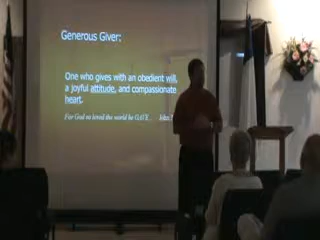 Generous Giver:
One who gives with an obedient will,
a joyful attitude, and compassionate
heart.
For God so loved the world he GAVE... John